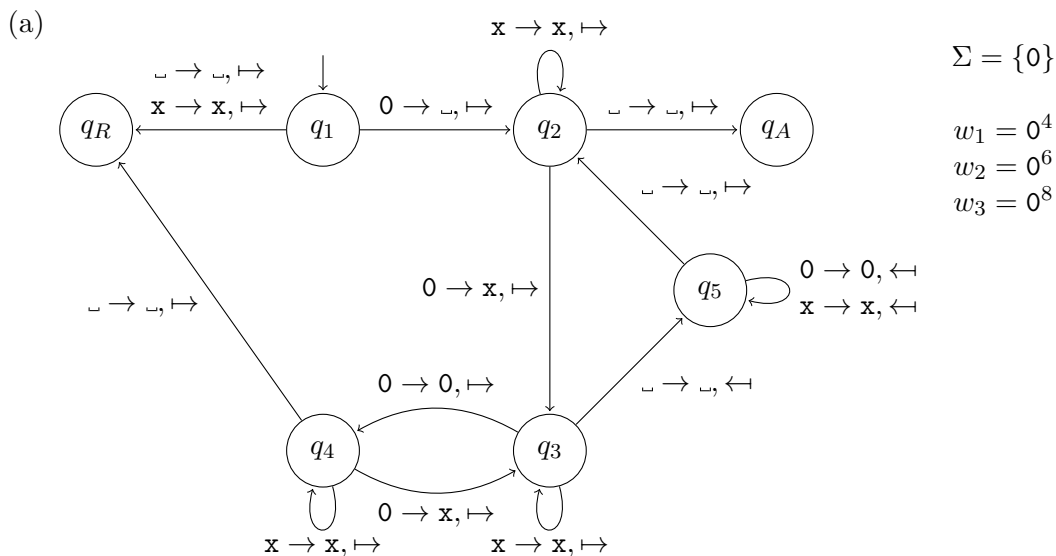 (a)
x → x, ↦
Σ = {0}
␣ → ␣, ↦
x → x, ↦
0 → ␣, ↦
␣ → ␣, ↦
q_R
q_1
q_2
q_A
w_1 = 0^4
w_2 = 0^6
w_3 = 0^8
␣ → ␣, ↦
0 → x, ↦
q_5
0 → 0, ↤
x → x, ↤
␣ → ␣, ↦
0 → 0, ↦
␣ → ␣, ↤
q_4
q_3
0 → x, ↦
x → x, ↦
x → x, ↦